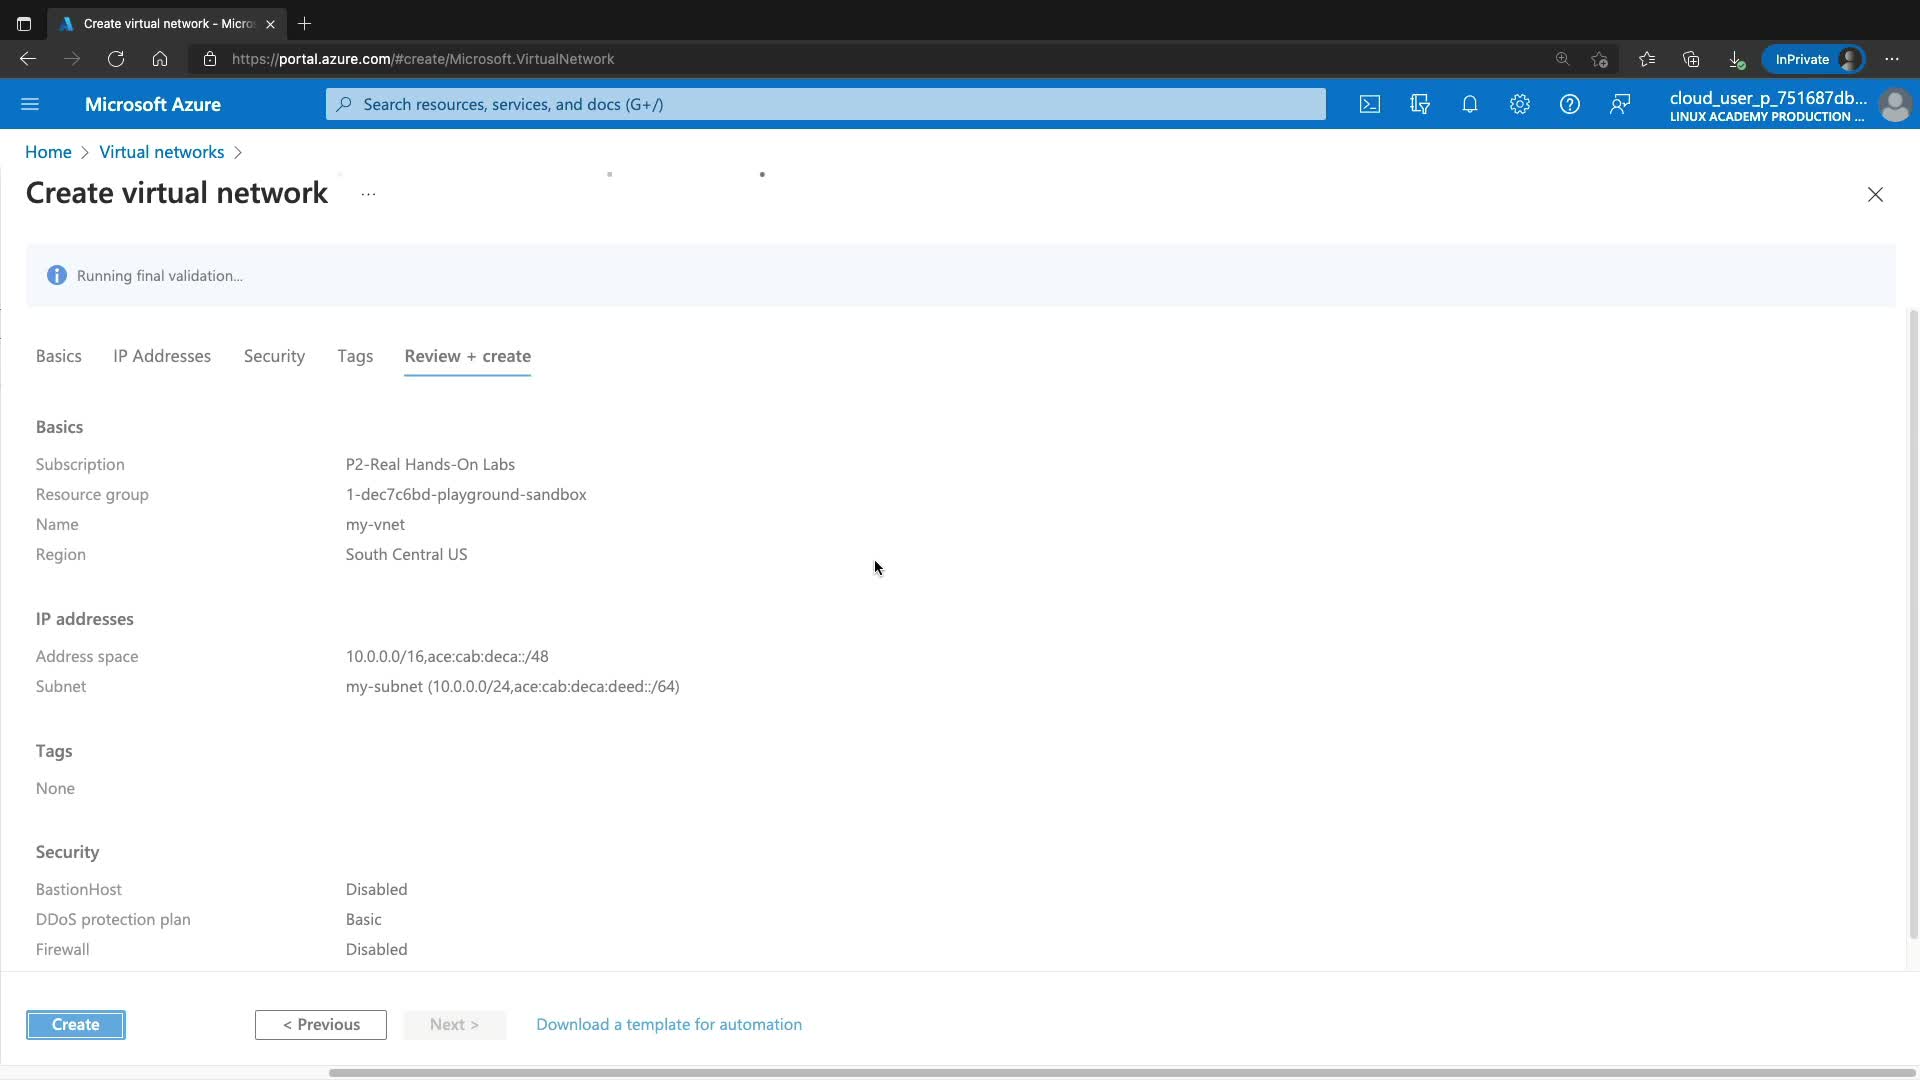 Create virtual network - Micro
https://portal.azure.com/#create/Microsoft.VirtualNetwork
InPrivate
Microsoft Azure
Search resources, services, and docs (G+/)
cloud_user_p_751687db...
LINUX ACADEMY PRODUCTION ...
Home > Virtual networks >
Create virtual network ...
Running final validation...
Basics IP Addresses Security Tags Review + create
Basics
Subscription P2-Real Hands-On Labs
Resource group 1-dec7c6bd-playground-sandbox
Name my-vnet
Region South Central US
IP addresses
Address space 10.0.0.0/16,ace:cab:deca::/48
Subnet my-subnet (10.0.0.0/24,ace:cab:deca:deed::/64)
Tags
None
Security
BastionHost Disabled
DDoS protection plan Basic
Firewall Disabled
Create < Previous Next > Download a template for automation